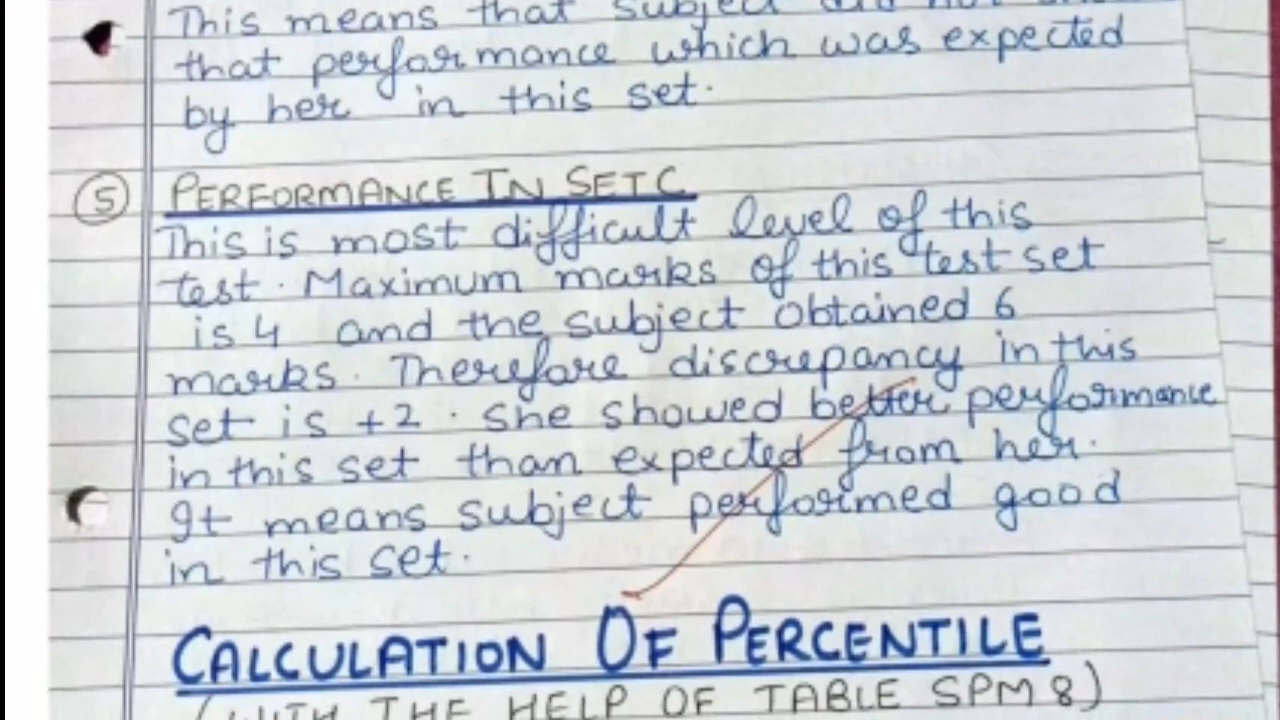 This means that subject did not
that performance which was expected
by her in this set.
5 PERFORMANCE IN SET C
This is most difficult level of this
test. Maximum marks of this test set
is 4 and the subject obtained 6
marks. Therefore discrepancy in this
set is +2. She showed better performance
in this set than expected from her.
It means subject performed good
in this set.
CALCULATION OF PERCENTILE
(WITH THE HELP OF TABLE SPM 8)